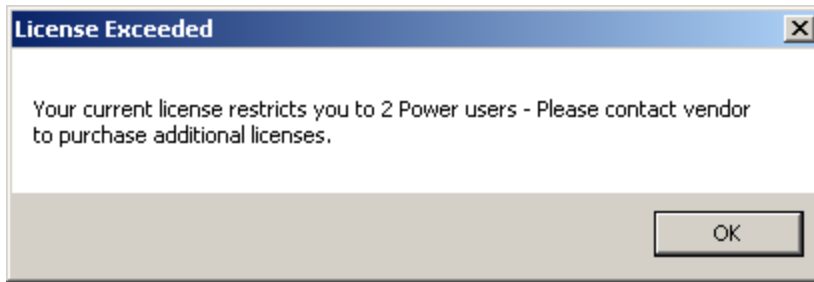 License Exceeded
Your current license restricts you to 2 Power users - Please contact vendor
to purchase additional licenses.
OK